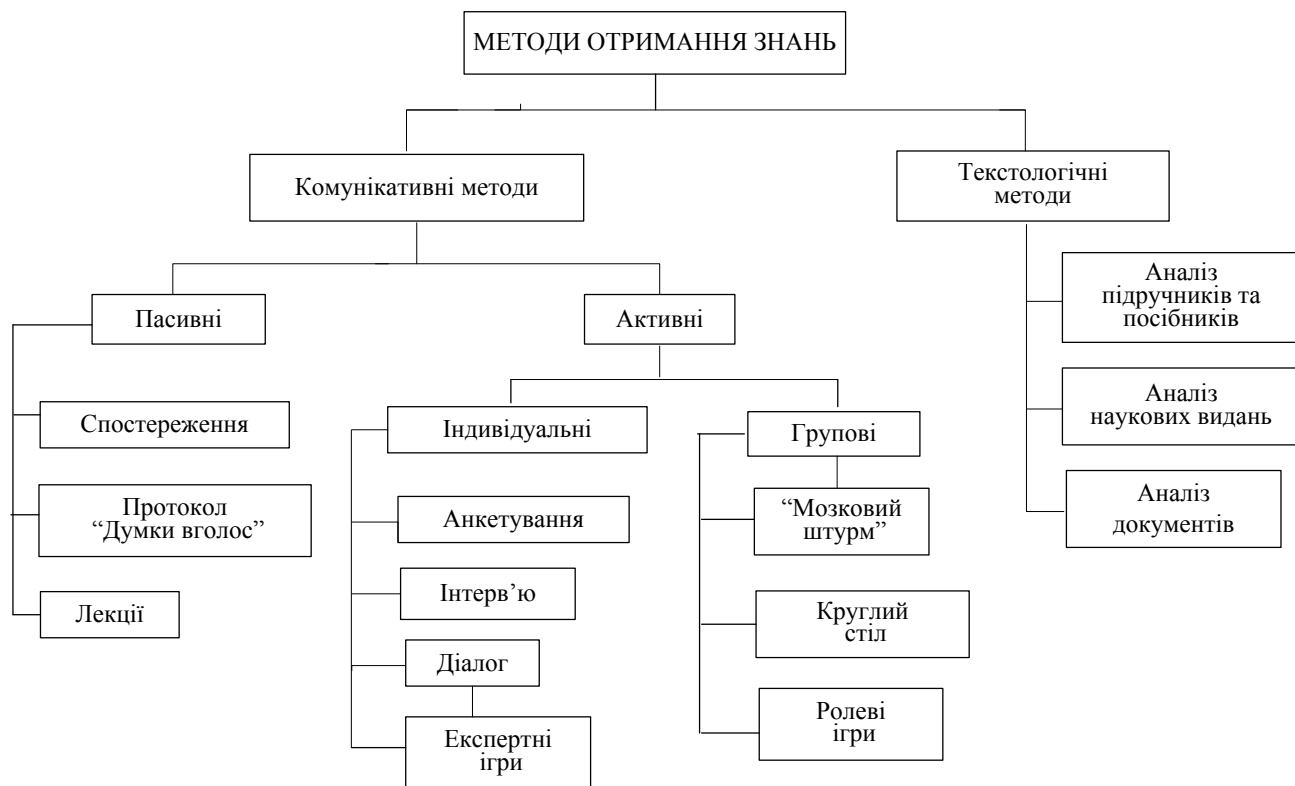 МЕТОДИ ОТРИМАННЯ ЗНАНЬ
Комунікативні методи
Текстологічні
методи
Пасивні
Активні
Аналіз
підручників та
посібників
Спостереження
Індивідуальні
Групові
Аналіз
наукових видань
Протокол
“Думки вголос”
Анкетування
“Мозковий
штурм”
Аналіз
документів
Лекції
Інтерв’ю
Круглий
стіл
Діалог
Експертні
ігри
Ролеві
ігри